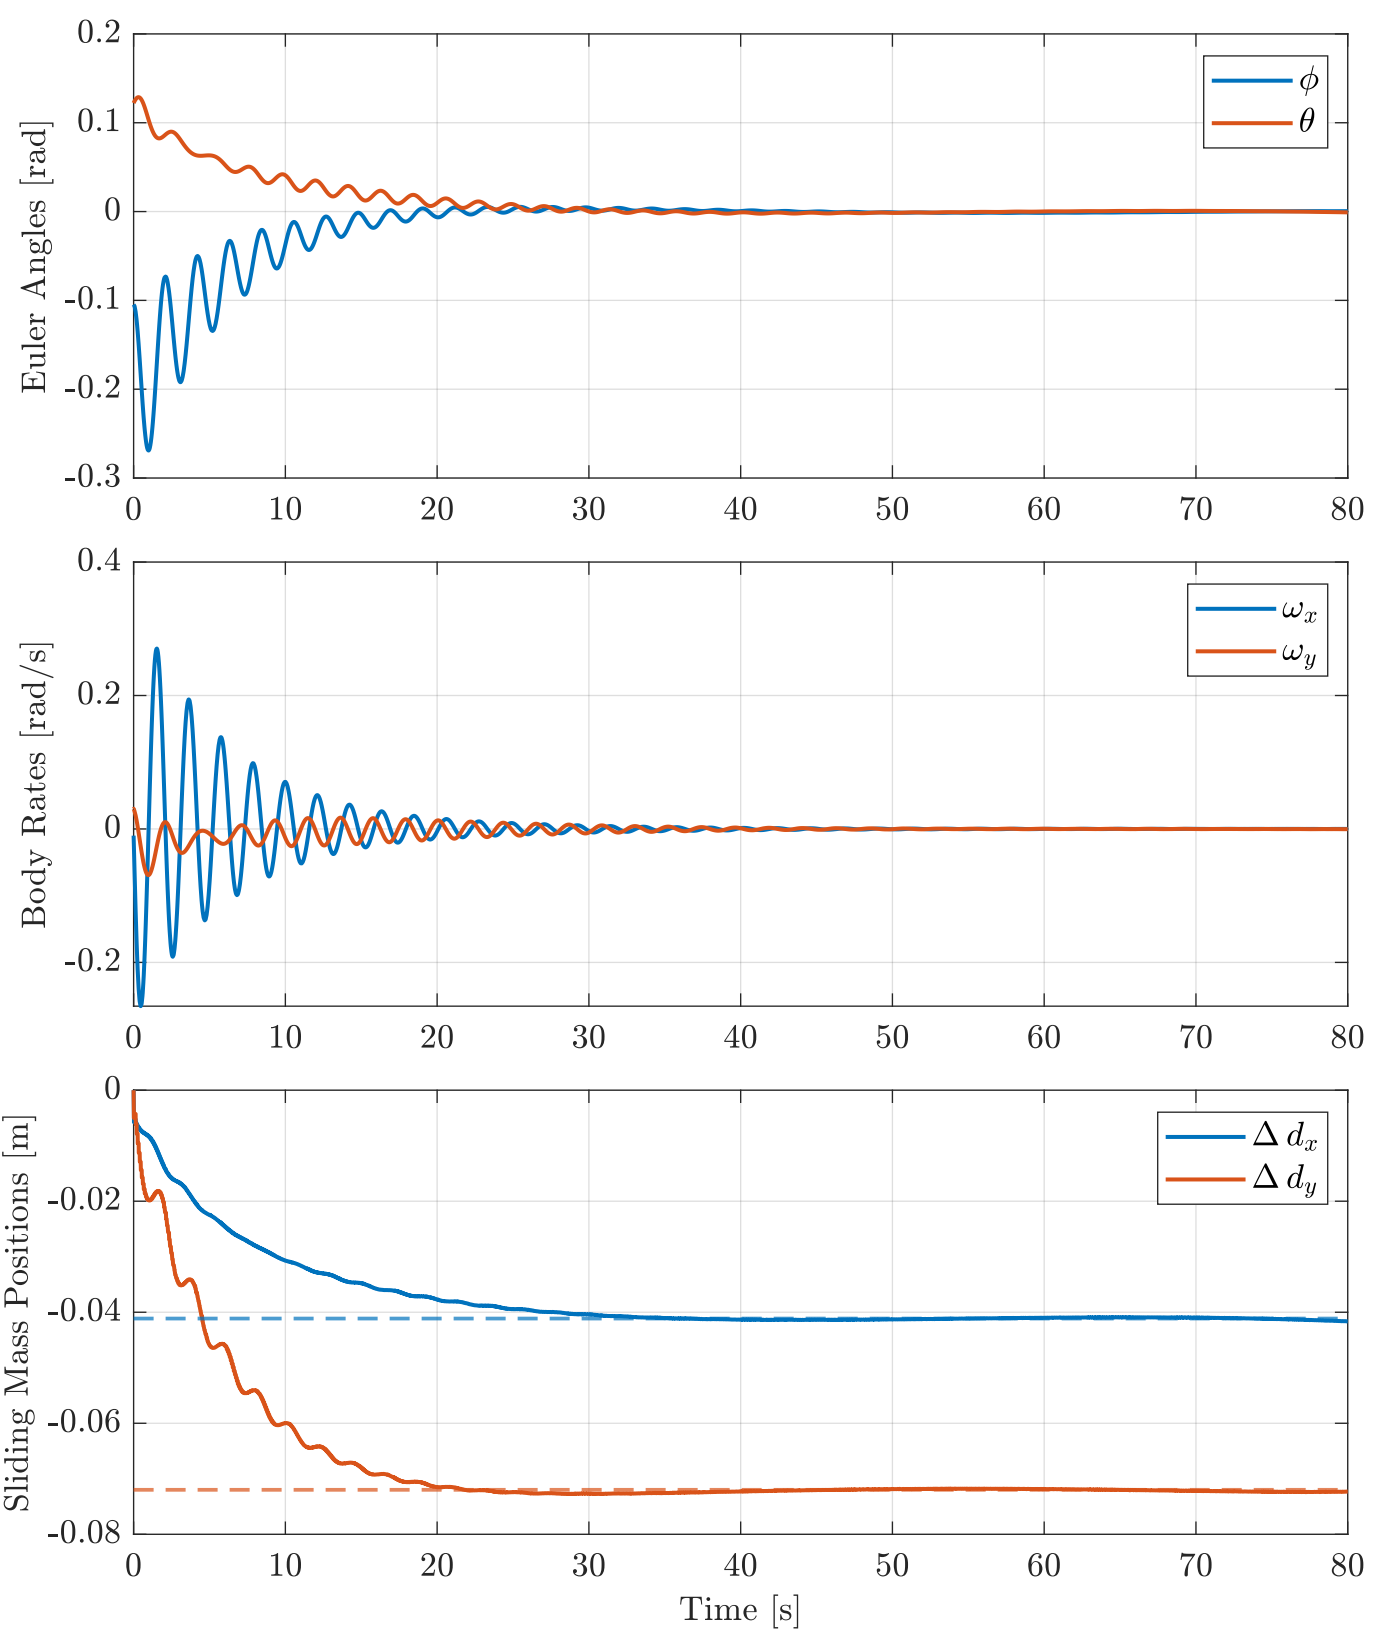 0.2
0.1
0
-0.1
-0.2
-0.3
Euler Angles [rad]
ϕ
θ
0 10 20 30 40 50 60 70 80
0.4
0.2
0
-0.2
Body Rates [rad/s]
ωx
ωy
0 10 20 30 40 50 60 70 80
0
-0.02
-0.04
-0.06
-0.08
Sliding Mass Positions [m]
Δ dx
Δ dy
0 10 20 30 40 50 60 70 80
Time [s]